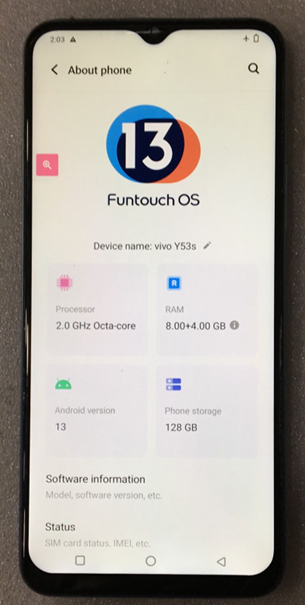 2:03
About phone
13
Funtouch OS
Device name: vivo Y53s
Processor
2.0 GHz Octa-core
R
RAM
8.00+4.00 GB
Android version
13
Phone storage
128 GB
Software information
Model, software version, etc.
Status
SIM card status, IMEI, etc.